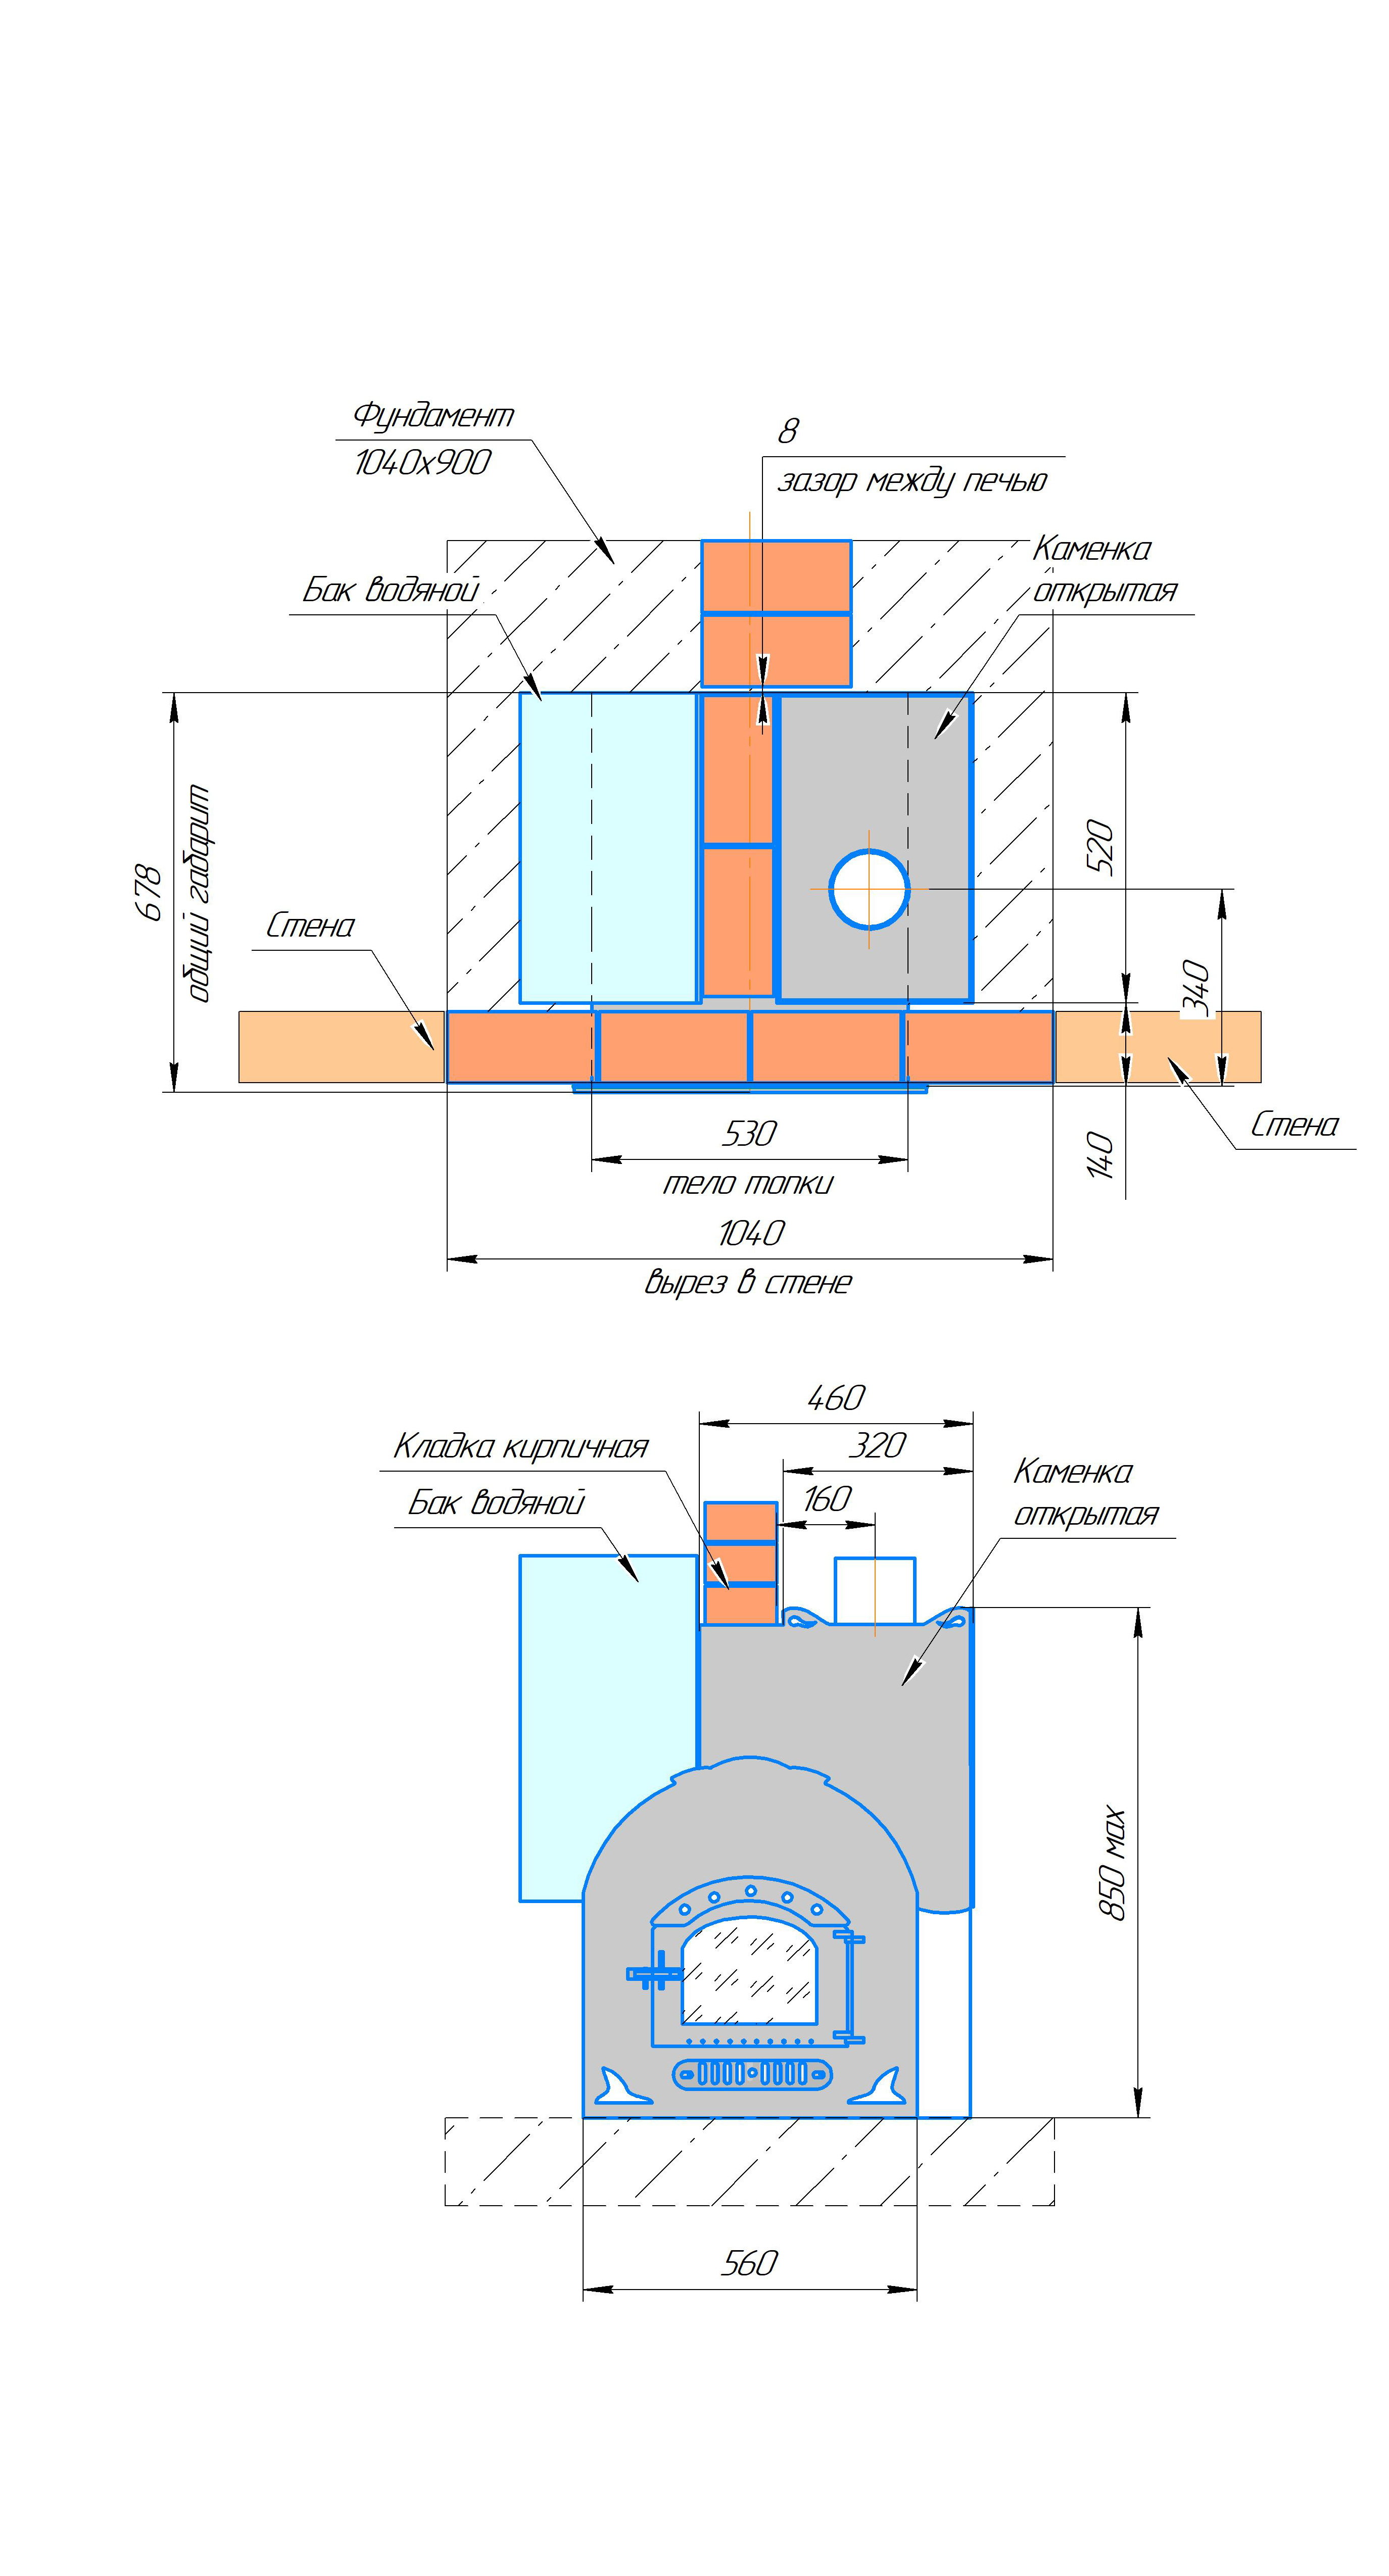 Фундамент
1040х900
8
зазор между печью
Каменка
открытая
Бак водяной
678
общий габарит
520
340
Стена
Стена
140
530
тело топки
1040
вырез в стене
460
Кладка кирпичная
320
Каменка
открытая
160
Бак водяной
850 max
560